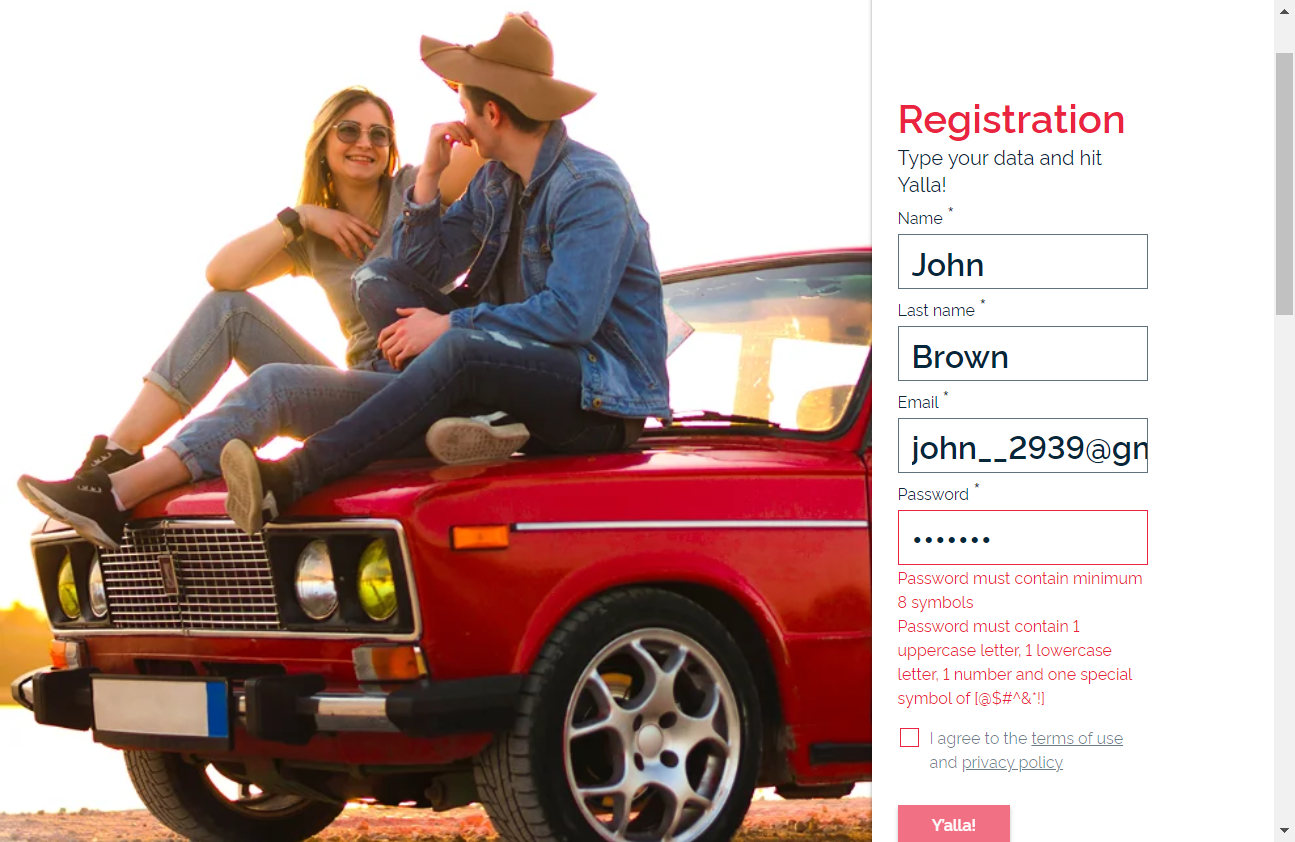 Registration
Type your data and hit
Yalla!
Name *
John
Last name *
Brown
Email *
john__2939@gm
Password *
•••••••
Password must contain minimum
8 symbols
Password must contain 1
uppercase letter, 1 lowercase
letter, 1 number and one special
symbol of [@$#^&*!]
I agree to the terms of use
and privacy policy
Y'alla!